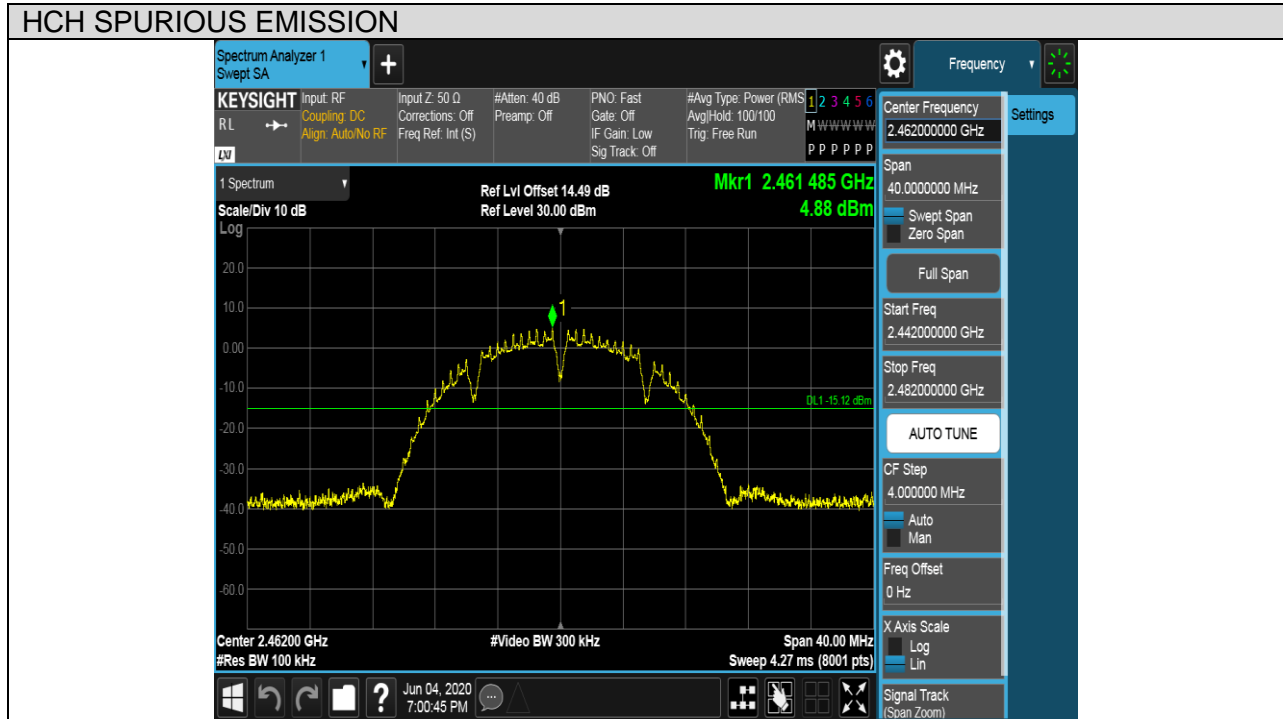 HCH SPURIOUS EMISSION
Spectrum Analyzer 1
Swept SA
+
Frequency
KEYSIGHT
RL
LXI
Input: RF
Coupling: DC
Align: Auto/No RF
Input Z: 50 Ω
Corrections: Off
Freq Ref: Int (S)
#Atten: 40 dB
Preamp: Off
PNO: Fast
Gate: Off
IF Gain: Low
Sig Track: Off
#Avg Type: Power (RMS
Avg|Hold: 100/100
Trig: Free Run
1 2 3 4 5 6
M W W W W W
P P P P P P
1 Spectrum
Scale/Div 10 dB
Ref Lvl Offset 14.49 dB
Ref Level 30.00 dBm
Mkr1 2.461 485 GHz
4.88 dBm
Log
20.0
10.0
0.00
-10.0
-20.0
-30.0
-40.0
-50.0
-60.0
1
DL1 -15.12 dBm
Center 2.46200 GHz
#Res BW 100 kHz
#Video BW 300 kHz
Span 40.00 MHz
Sweep 4.27 ms (8001 pts)
?
Jun 04, 2020
7:00:45 PM
Center Frequency
2.462000000 GHz
Settings
Span
40.0000000 MHz
Swept Span
Zero Span
Full Span
Start Freq
2.442000000 GHz
Stop Freq
2.482000000 GHz
AUTO TUNE
CF Step
4.000000 MHz
Auto
Man
Freq Offset
0 Hz
X Axis Scale
Log
Lin
Signal Track
(Span Zoom)